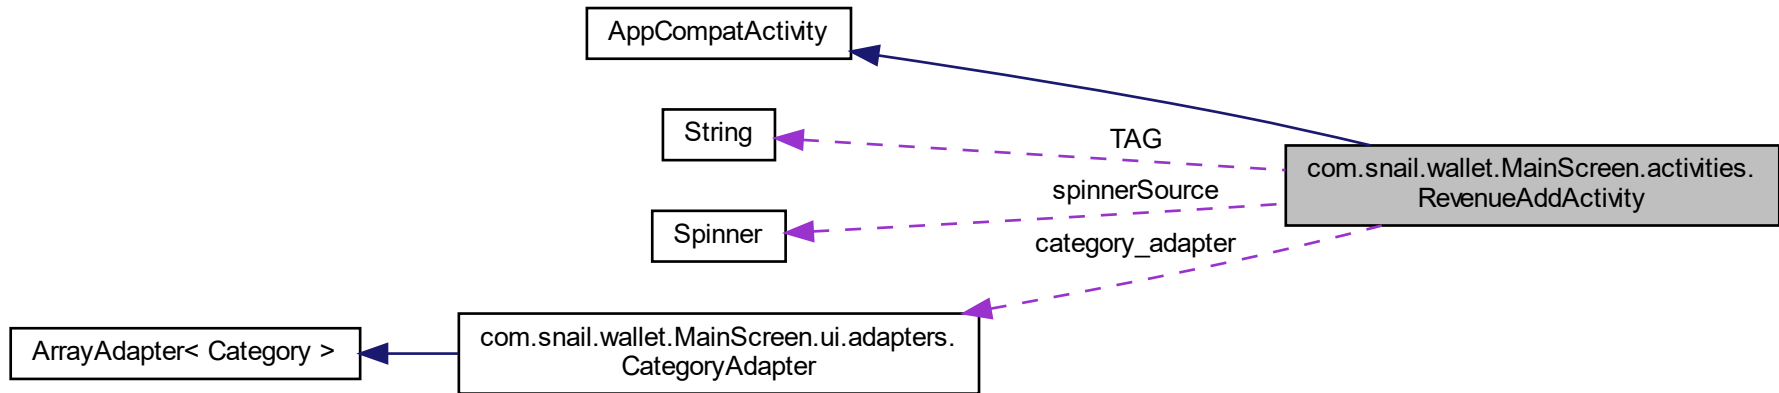 AppCompatActivity
String
TAG
com.snail.wallet.MainScreen.activities.
RevenueAddActivity
spinnerSource
Spinner
category_adapter
ArrayAdapter< Category >
com.snail.wallet.MainScreen.ui.adapters.
CategoryAdapter